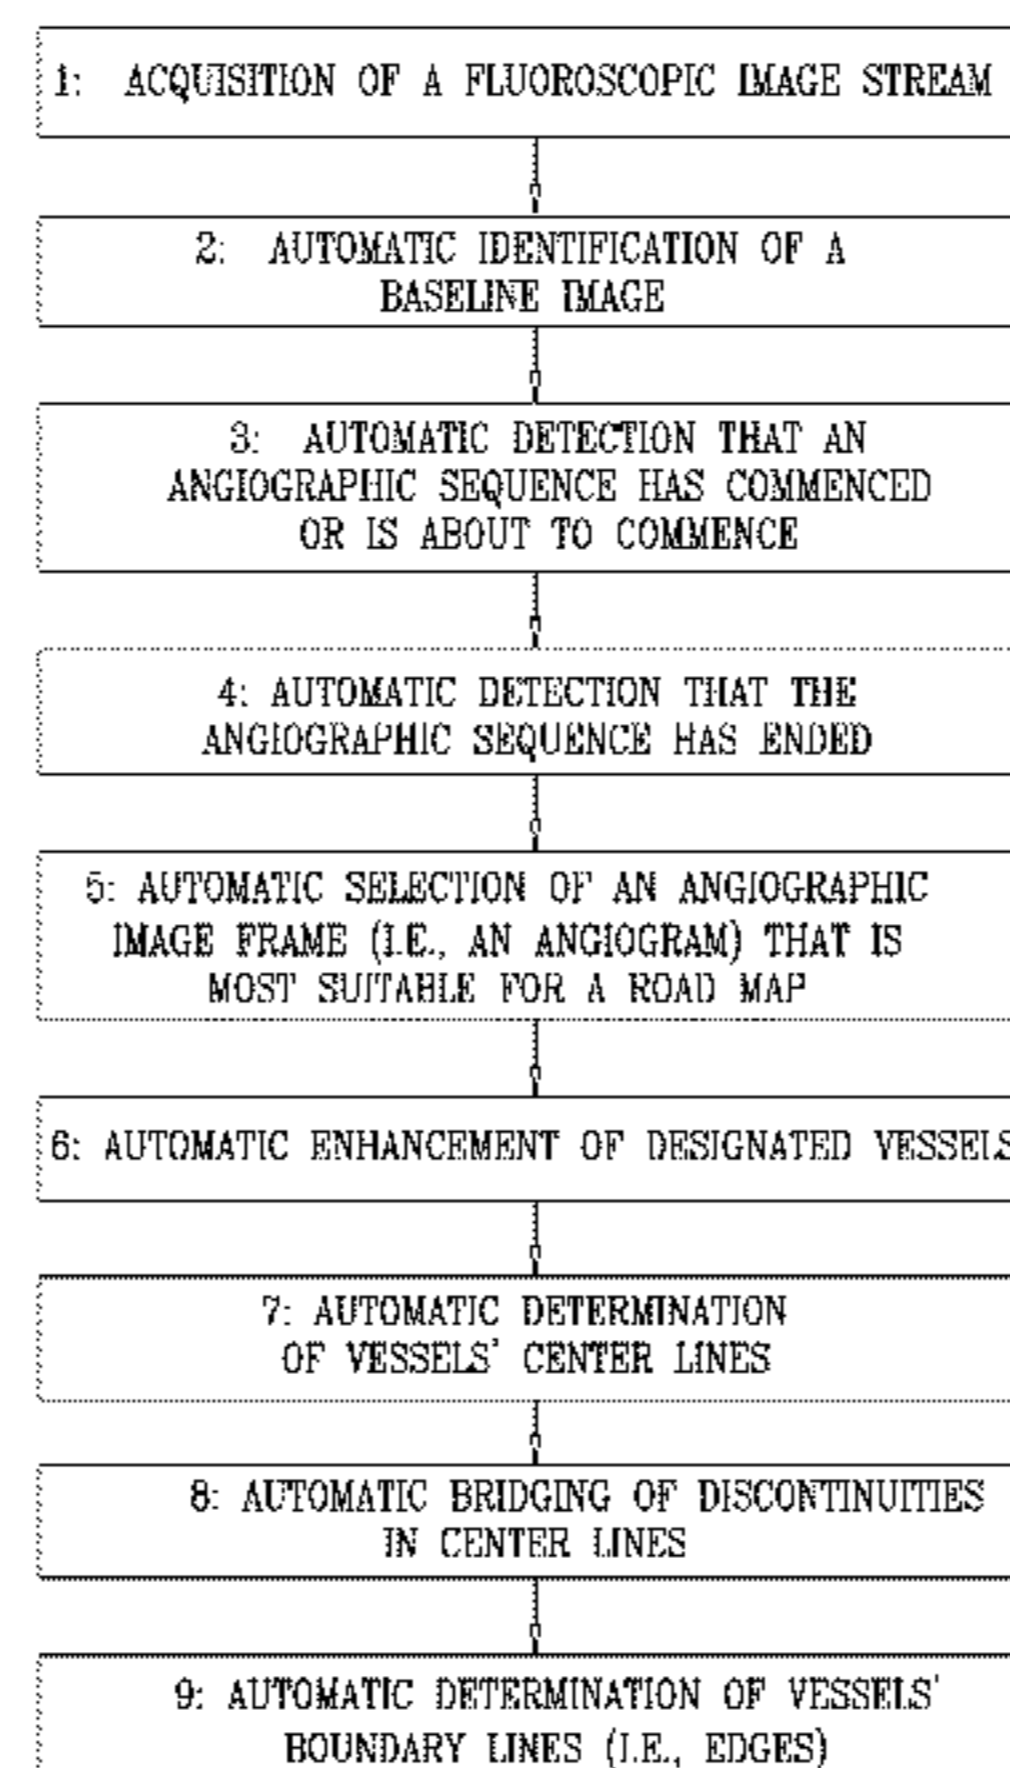 1: ACQUISITION OF A FLUOROSCOPIC IMAGE STREAM
2: AUTOMATIC IDENTIFICATION OF A
BASELINE IMAGE
3: AUTOMATIC DETECTION THAT AN
ANGIOGRAPHIC SEQUENCE HAS COMMENCED
OR IS ABOUT TO COMMENCE
4: AUTOMATIC DETECTION THAT THE
ANGIOGRAPHIC SEQUENCE HAS ENDED
5: AUTOMATIC SELECTION OF AN ANGIOGRAPHIC
IMAGE FRAME (I.E., AN ANGIOGRAM) THAT IS
MOST SUITABLE FOR A ROAD MAP
6: AUTOMATIC ENHANCEMENT OF DESIGNATED VESSELS
7: AUTOMATIC DETERMINATION
OF VESSELS' CENTER LINES
8: AUTOMATIC BRIDGING OF DISCONTINUITIES
IN CENTER LINES
9: AUTOMATIC DETERMINATION OF VESSELS'
BOUNDARY LINES (I.E., EDGES)